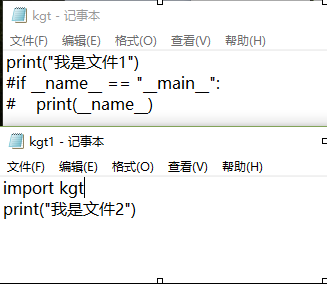 kgt - 记事本
文件(F) 编辑(E) 格式(O) 查看(V) 帮助(H)
print("我是文件1")
#if __name__ == "__main__":
#    print(__name__)
kgt1 - 记事本
文件(F) 编辑(E) 格式(O) 查看(V) 帮助(H)
import kgt
print("我是文件2")